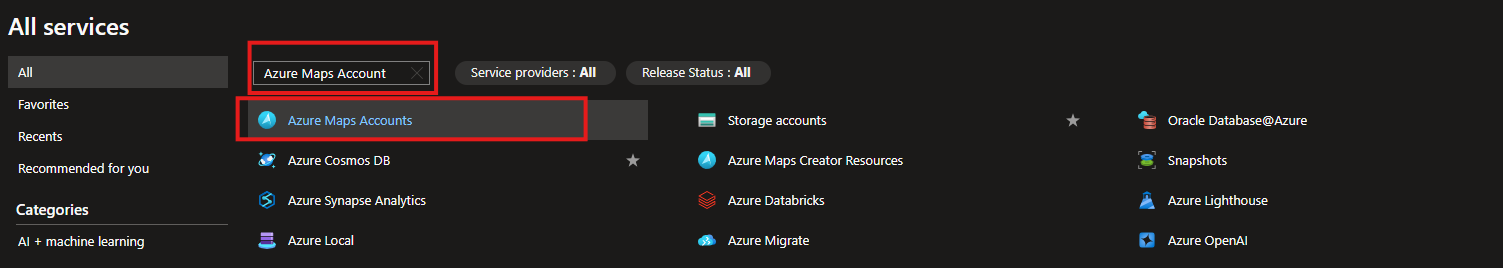 All services
All
Favorites
Recents
Recommended for you
Categories
AI + machine learning
Azure Maps Account
Service providers : All
Release Status : All
Azure Maps Accounts
Storage accounts
Oracle Database@Azure
Azure Cosmos DB
Azure Maps Creator Resources
Snapshots
Azure Synapse Analytics
Azure Databricks
Azure Lighthouse
Azure Local
Azure Migrate
Azure OpenAI